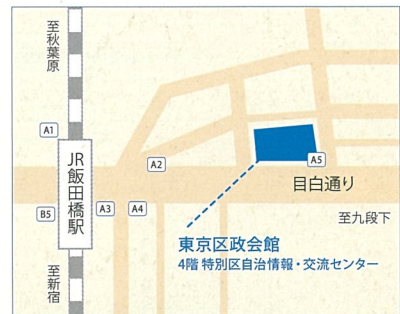 至秋葉原
A1
JR飯田橋駅
A2
A5
目白通り
B5
A3
A4
至九段下
東京区政会館
4階 特別区自治情報・交流センター
至新宿